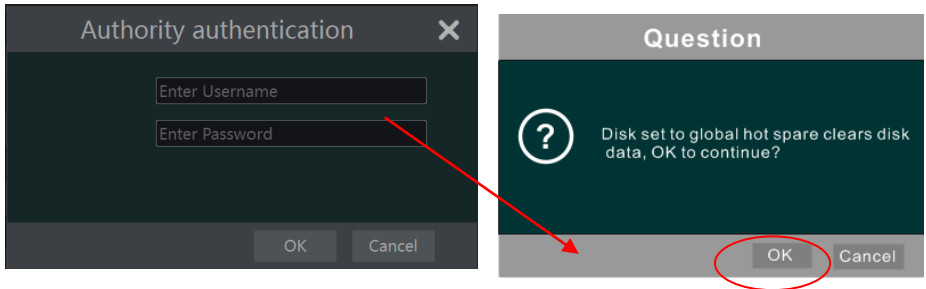 Authority authentication
Enter Username
Enter Password
OK Cancel
Question
?
Disk set to global hot spare clears disk
data, OK to continue?
OK Cancel